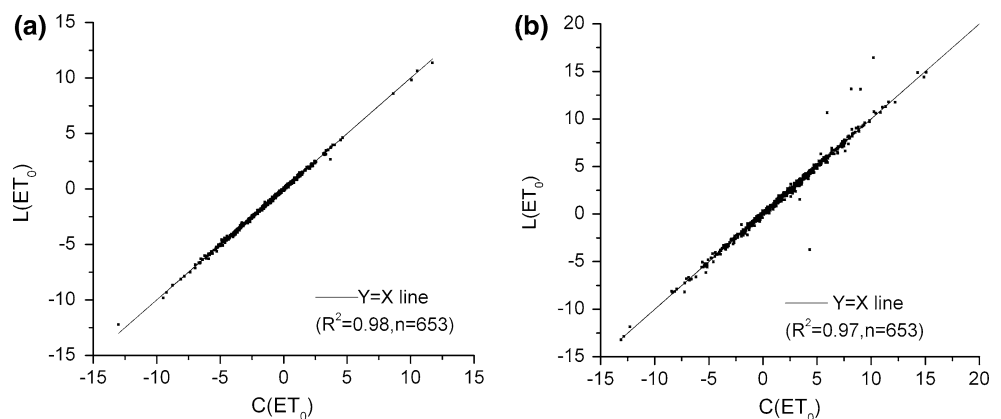 (a)
15
10
5
0
-5
-10
-15
L(ET₀)
-15 -10 -5 0 5 10 15
C(ET₀)
Y=X line
(R²=0.98,n=653)
(b)
20
15
10
5
0
-5
-10
-15
L(ET₀)
-15 -10 -5 0 5 10 15 20
C(ET₀)
Y=X line
(R²=0.97,n=653)